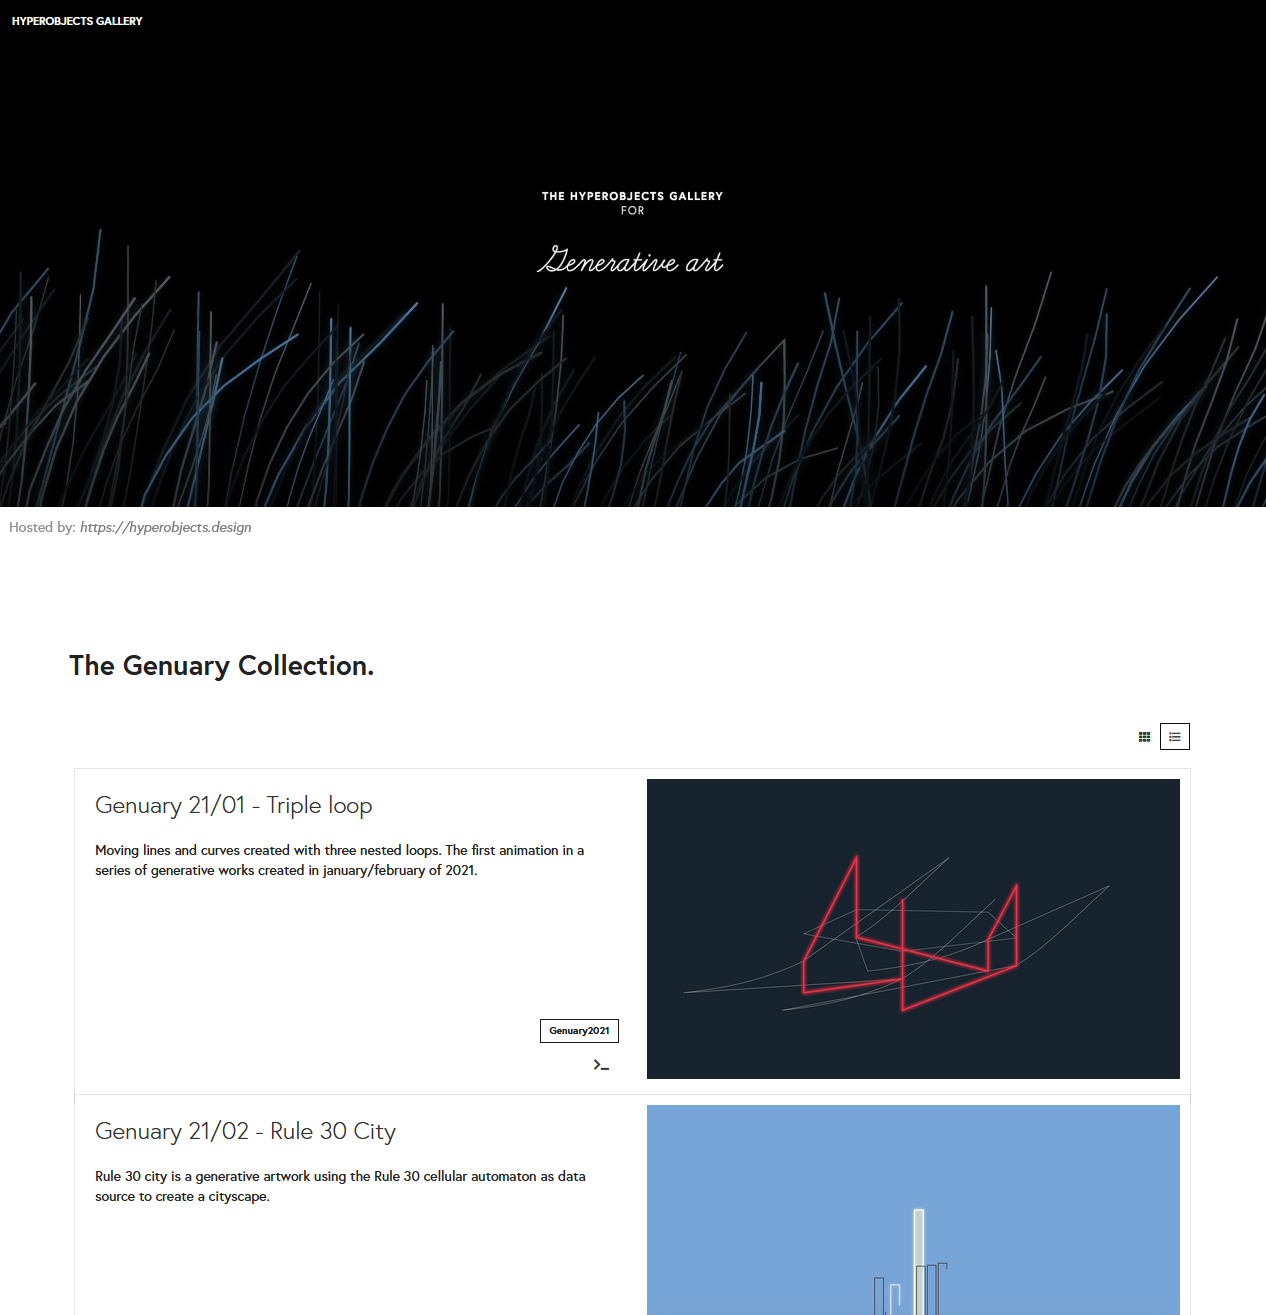 HYPEROBJECTS GALLERY
THE HYPEROBJECTS GALLERY
FOR
Generative art
Hosted by: https://hyperobjects.design
The Genuary Collection.
Genuary 21/01 - Triple loop
Moving lines and curves created with three nested loops. The first animation in a
series of generative works created in january/february of 2021.
Genuary2021
Genuary 21/02 - Rule 30 City
Rule 30 city is a generative artwork using the Rule 30 cellular automaton as data
source to create a cityscape.